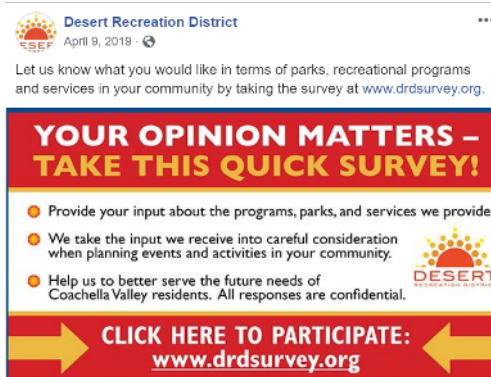 Desert Recreation District
April 9, 2019 ·
Let us know what you would like in terms of parks, recreational programs
and services in your community by taking the survey at www.drdsurvey.org.
YOUR OPINION MATTERS –
TAKE THIS QUICK SURVEY!
Provide your input about the programs, parks, and services we provide
We take the input we receive into careful consideration
when planning events and activities in your community.
Help us to better serve the future needs of
Coachella Valley residents. All responses are confidential.
DESERT
RECREATION DISTRICT
CLICK HERE TO PARTICIPATE:
www.drdsurvey.org